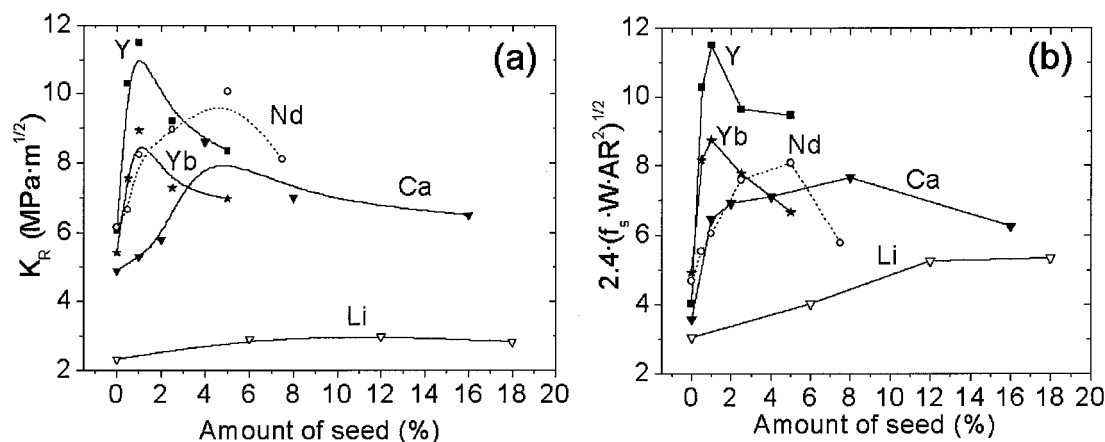 (a)
K_R (MPa·m^1/2)
12
10
8
6
4
2
Y
Nd
Yb
Ca
Li
0 2 4 6 8 10 12 14 16 18 20
Amount of seed (%)
(b)
2.4·(f_s·W·AR²)^1/2
12
10
8
6
4
2
Y
Yb
Nd
Ca
Li
0 2 4 6 8 10 12 14 16 18 20
Amount of seed (%)